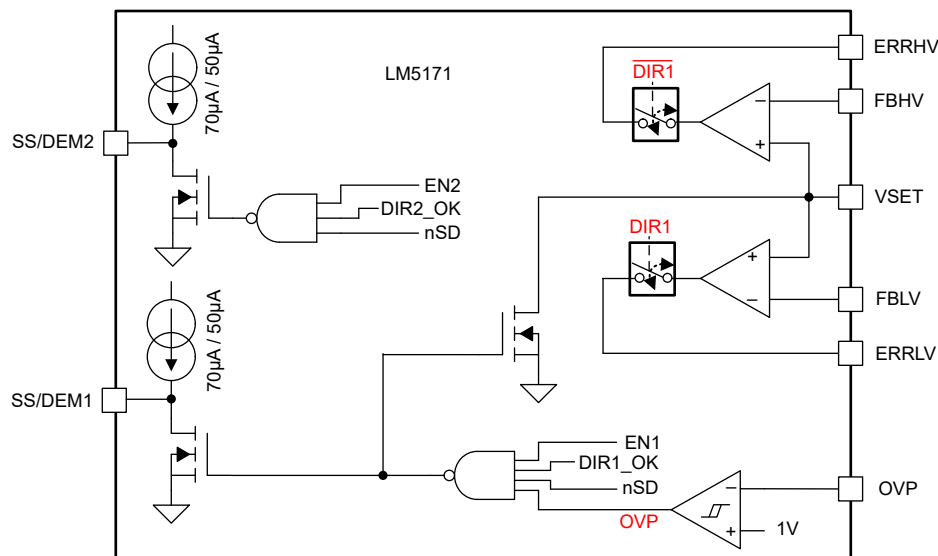 ERRHV
70µA / 50µA
LM5171
DIR1
FBHV
−
+
SS/DEM2
EN2
DIR2_OK
nSD
VSET
DIR1
+
−
FBLV
70µA / 50µA
ERRLV
SS/DEM1
EN1
DIR1_OK
nSD
OVP
−
OVP
+
1V